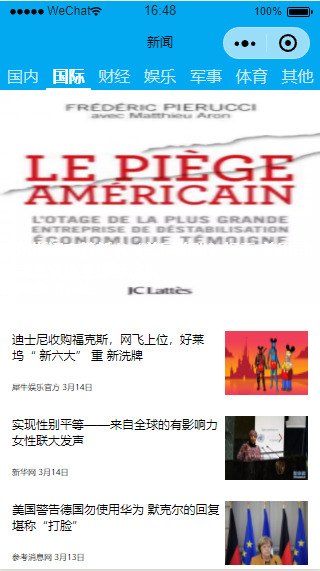 WeChat
16:48
100%
新闻
国内 国际 财经 娱乐 军事 体育 其他
FRÉDÉRIC PIERUCCI
avec Matthieu Aron
LE PIÈGE
AMÉRICAIN
L'OTAGE DE LA PLUS GRANDE
ENTREPRISE DE DÉSTABILISATION
ÉCONOMIQUE TÉMOIGNE
JC Lattès
迪士尼收购福克斯，网飞上位，好莱
坞“ 新六大” 重 新洗牌
犀牛娱乐官方 3月14日
实现性别平等——来自全球的有影响力
女性联大发声
新华网 3月14日
美国警告德国勿使用华为 默克尔的回复
堪称“打脸”
参考消息网 3月13日